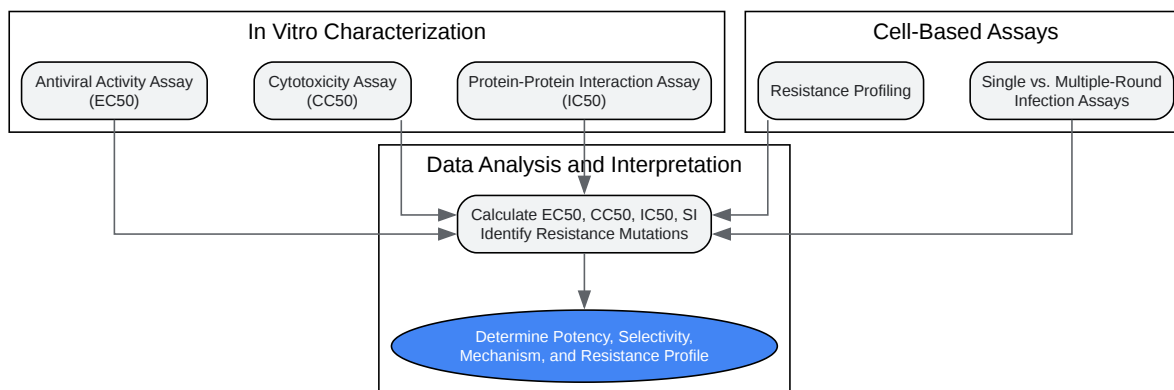 In Vitro Characterization
Antiviral Activity Assay
(EC50)
Cytotoxicity Assay
(CC50)
Protein-Protein Interaction Assay
(IC50)
Cell-Based Assays
Resistance Profiling
Single vs. Multiple-Round
Infection Assays
Data Analysis and Interpretation
Calculate EC50, CC50, IC50, SI
Identify Resistance Mutations
Determine Potency, Selectivity,
Mechanism, and Resistance Profile